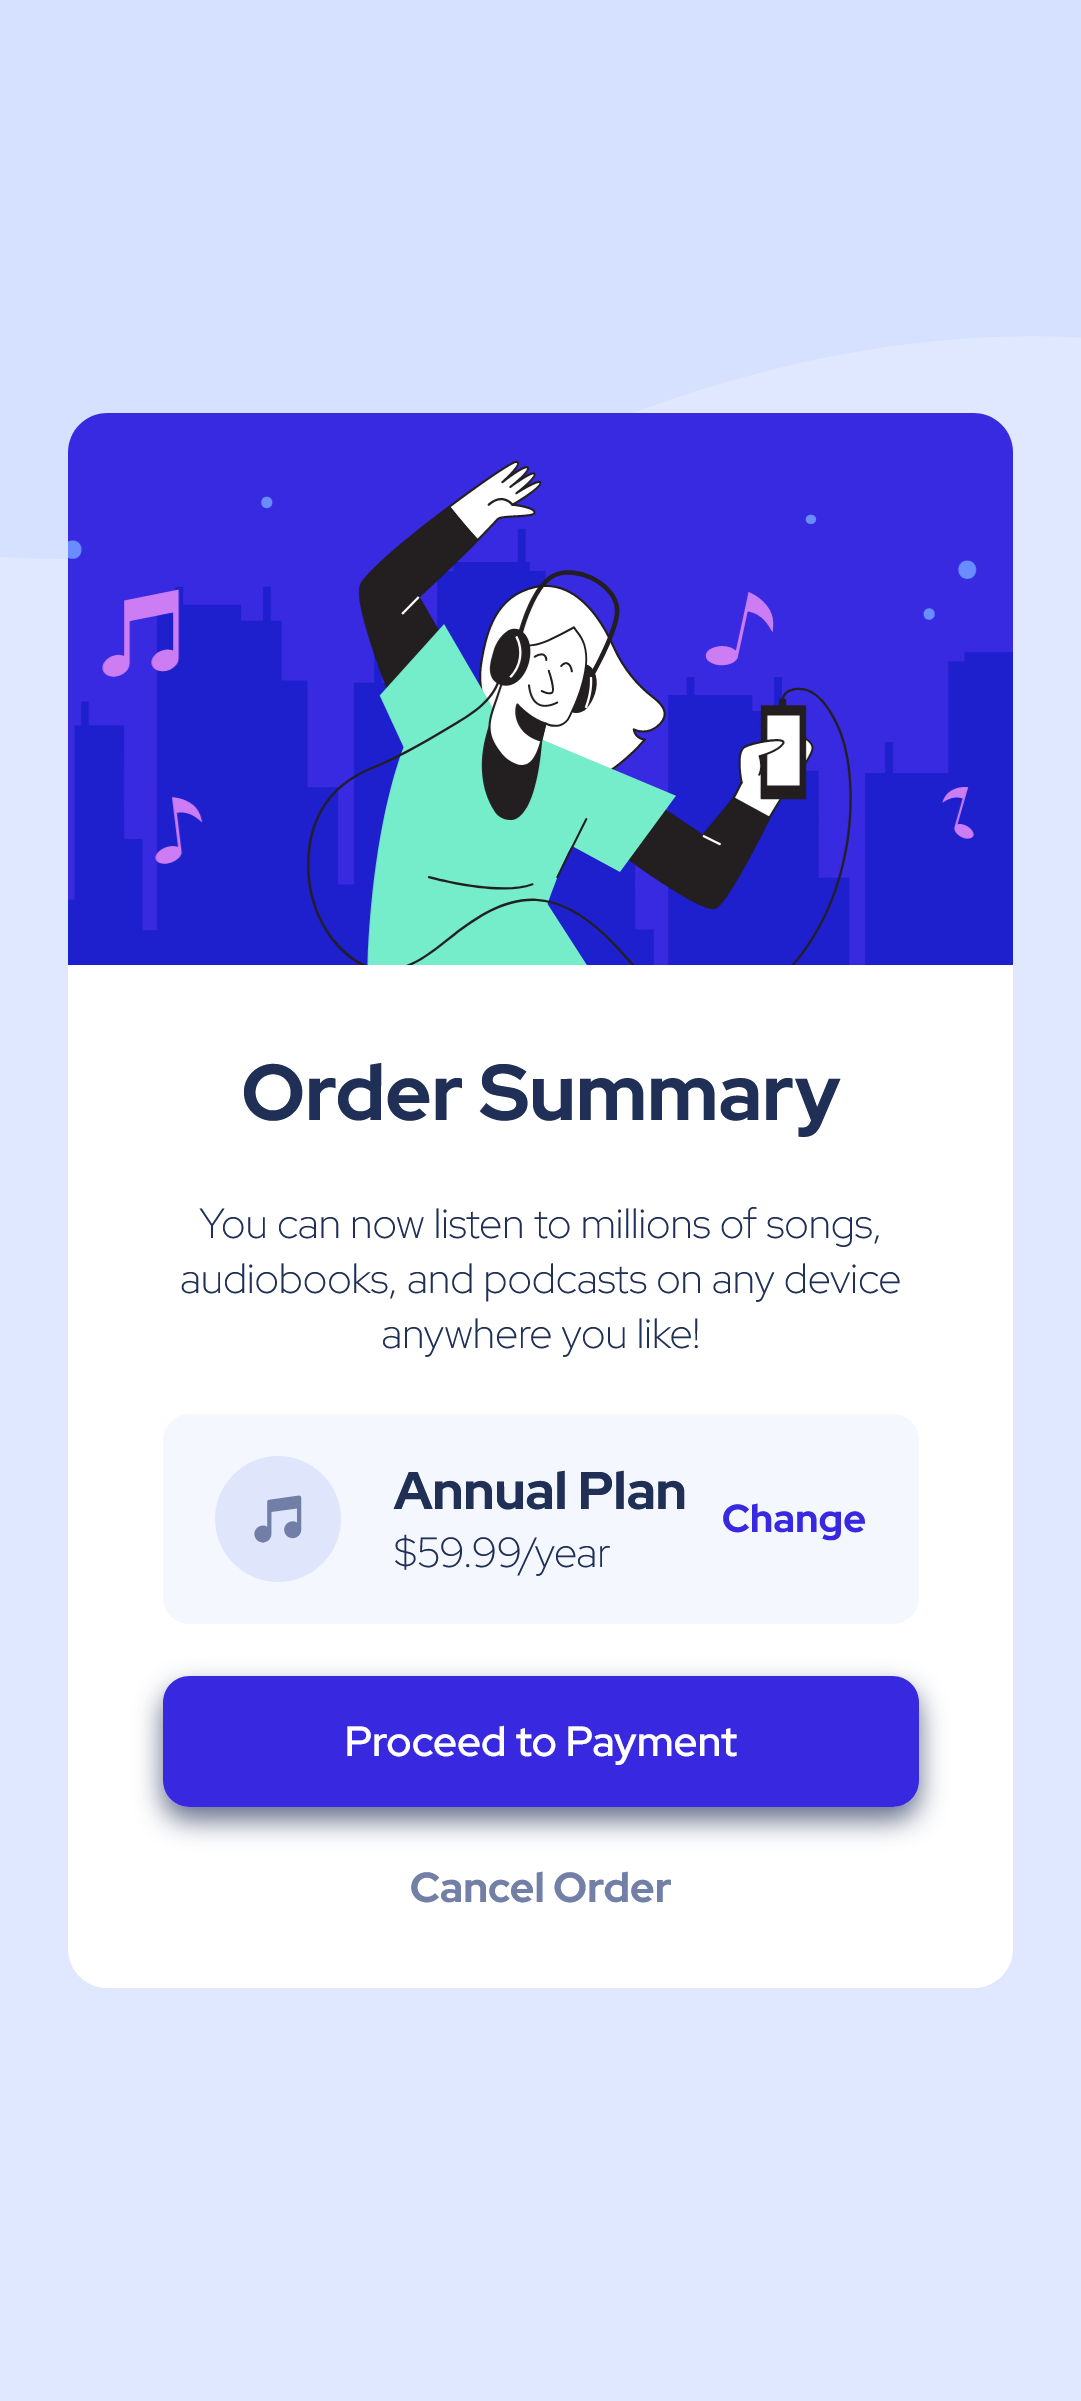 Order Summary
You can now listen to millions of songs,
audiobooks, and podcasts on any device
anywhere you like!
Annual Plan
$59.99/year
Change
Proceed to Payment
Cancel Order